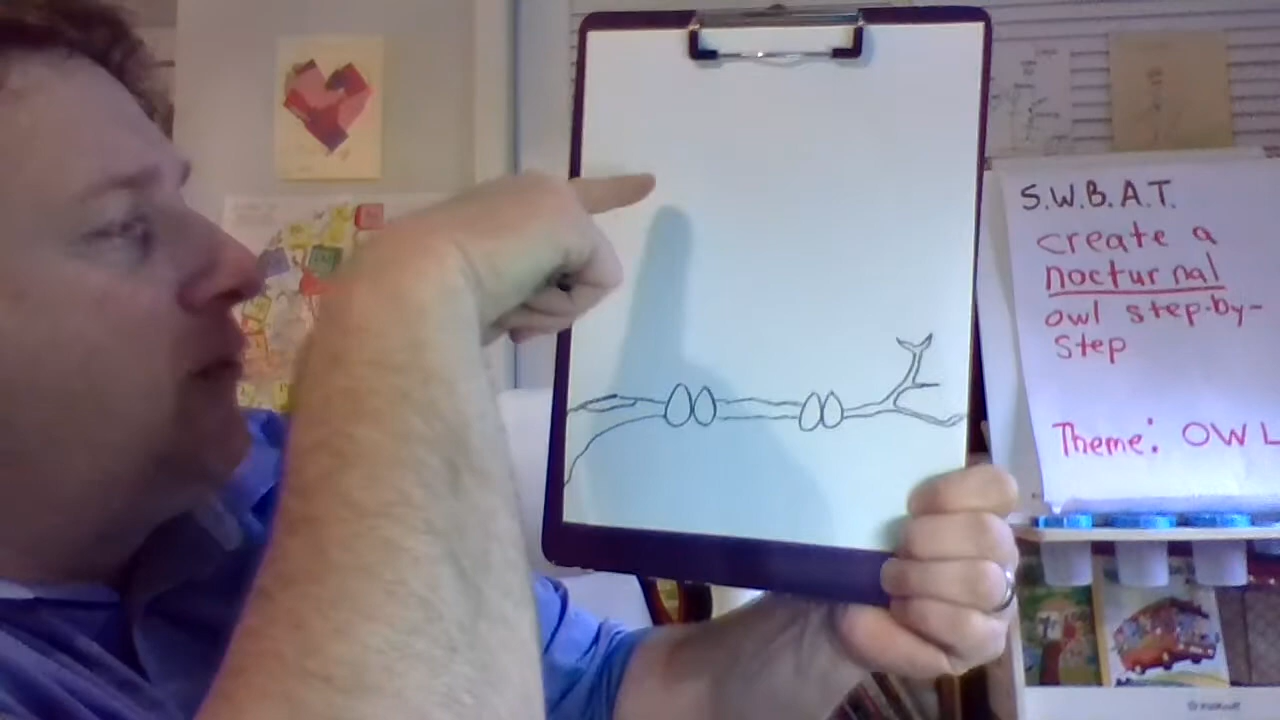 S.W.B.A.T.
create a
nocturnal
owl step-by-
step
Theme: OWL